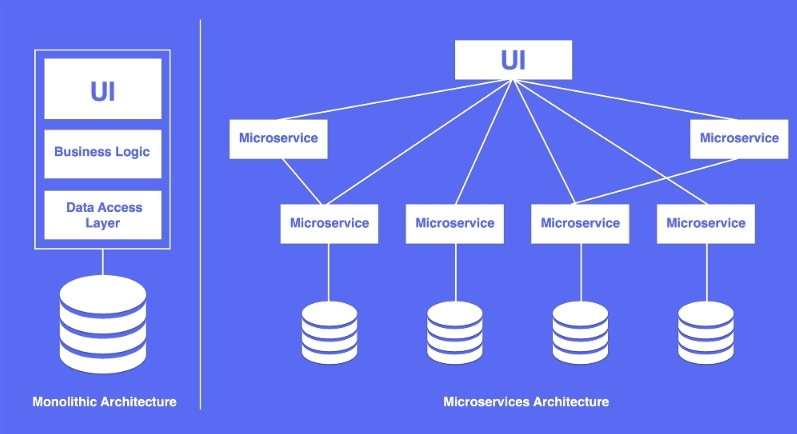 UI
Business Logic
Data Access
Layer
Monolithic Architecture
UI
Microservice
Microservice
Microservice
Microservice
Microservice
Microservice
Microservices Architecture